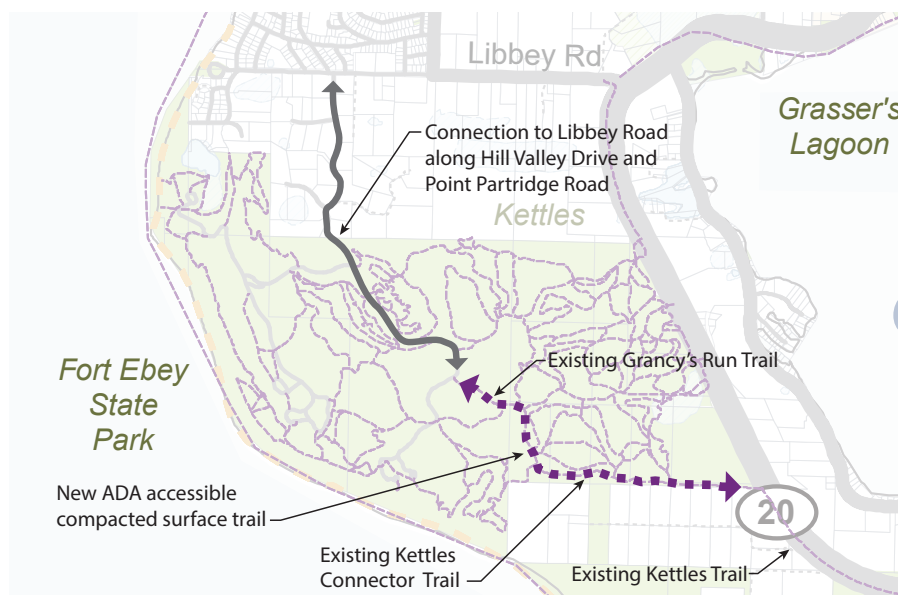 Libbey Rd
Grasser's
Lagoon
Connection to Libbey Road
along Hill Valley Drive and
Point Partridge Road
Kettles
Existing Grancy's Run Trail
Fort Ebey
State
Park
New ADA accessible
compacted surface trail
20
Existing Kettles
Connector Trail
Existing Kettles Trail